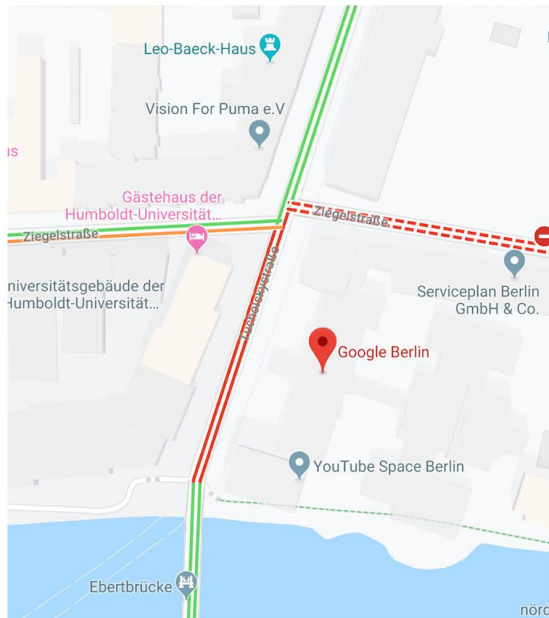 Leo-Baeck-Haus
Vision For Puma e.V
us
Gästehaus der
Humboldt-Universität...
Ziegelstraße
Ziegelstraße
niversitätsgebäude der
Humboldt-Universität...
Tucholskystraße
Serviceplan Berlin
GmbH & Co.
Google Berlin
YouTube Space Berlin
Ebertbrücke
nörd